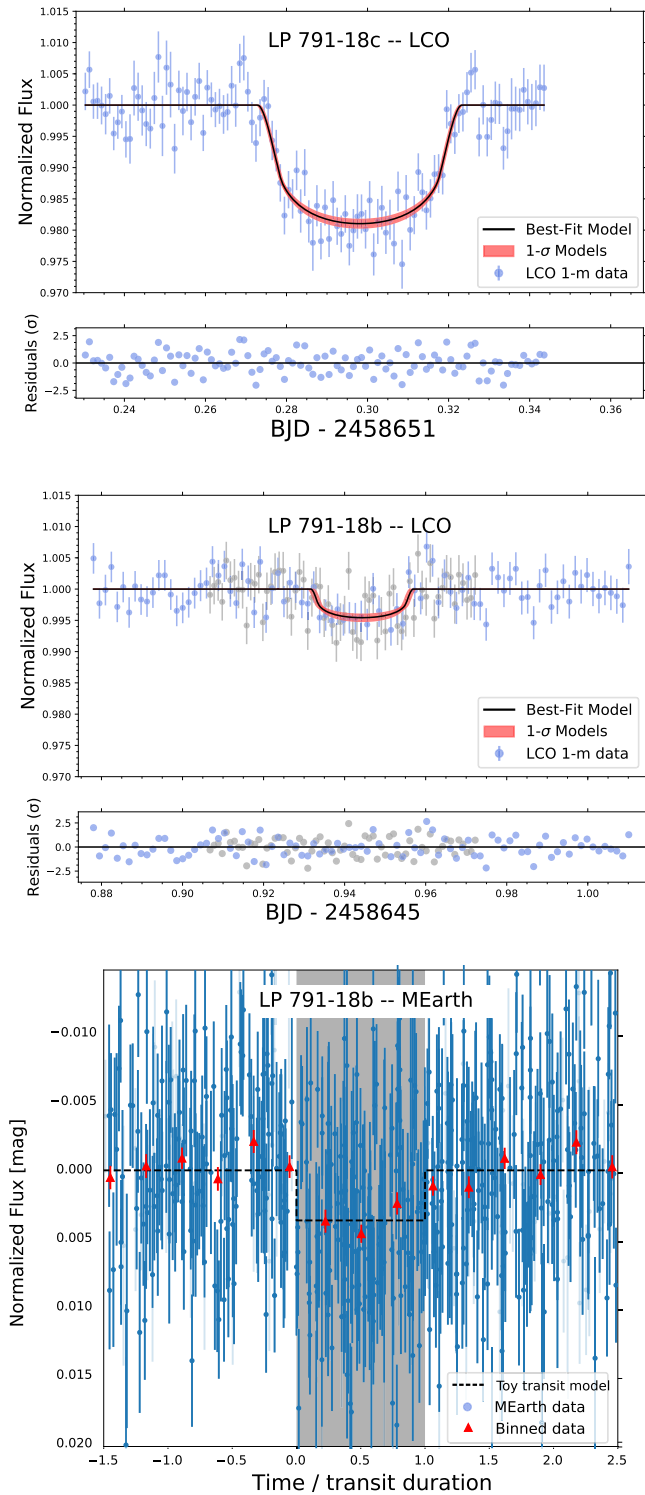 LP 791-18c -- LCO
Normalized Flux
1.015
1.010
1.005
1.000
0.995
0.990
0.985
0.980
0.975
0.970
Best-Fit Model
1-σ Models
LCO 1-m data
Residuals (σ)
2.5
0.0
−2.5
0.24 0.26 0.28 0.30 0.32 0.34 0.36
BJD - 2458651
LP 791-18b -- LCO
Normalized Flux
1.015
1.010
1.005
1.000
0.995
0.990
0.985
0.980
0.975
0.970
Best-Fit Model
1-σ Models
LCO 1-m data
Residuals (σ)
2.5
0.0
−2.5
0.88 0.90 0.92 0.94 0.96 0.98 1.00
BJD - 2458645
LP 791-18b -- MEarth
Normalized Flux [mag]
−0.010
−0.005
0.000
0.005
0.010
0.015
0.020
Toy transit model
MEarth data
Binned data
−1.5 −1.0 −0.5 0.0 0.5 1.0 1.5 2.0 2.5
Time / transit duration